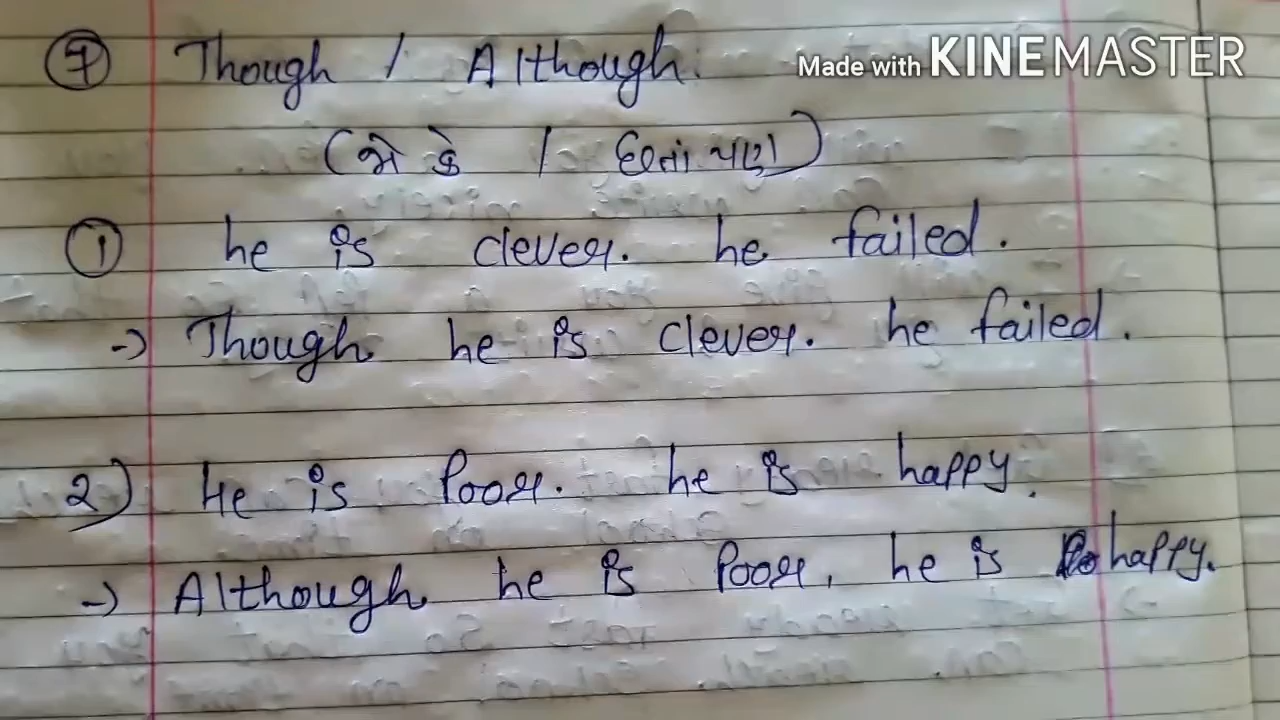 Made with KINEMASTER
⑦ Though / Although.
(જો કે / છતાં પણ)
① he is clever. he failed.
-> Though he is clever. he failed.
2) He is Poor. he is happy.
-> Although he is Poor, he is happy.